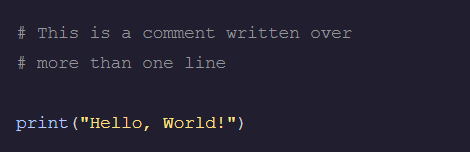 # This is a comment written over
# more than one line
print("Hello, World!")